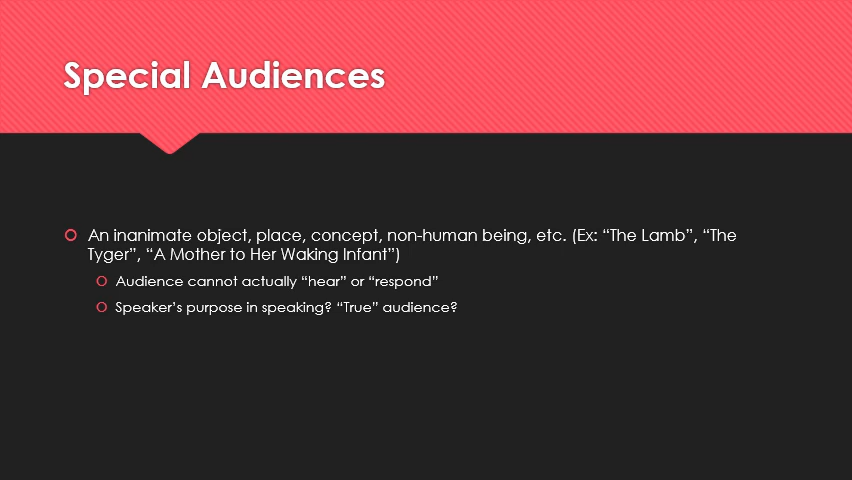 Special Audiences
An inanimate object, place, concept, non-human being, etc. (Ex: “The Lamb”, “The
Tyger”, “A Mother to Her Waking Infant”)
Audience cannot actually “hear” or “respond”
Speaker’s purpose in speaking? “True” audience?